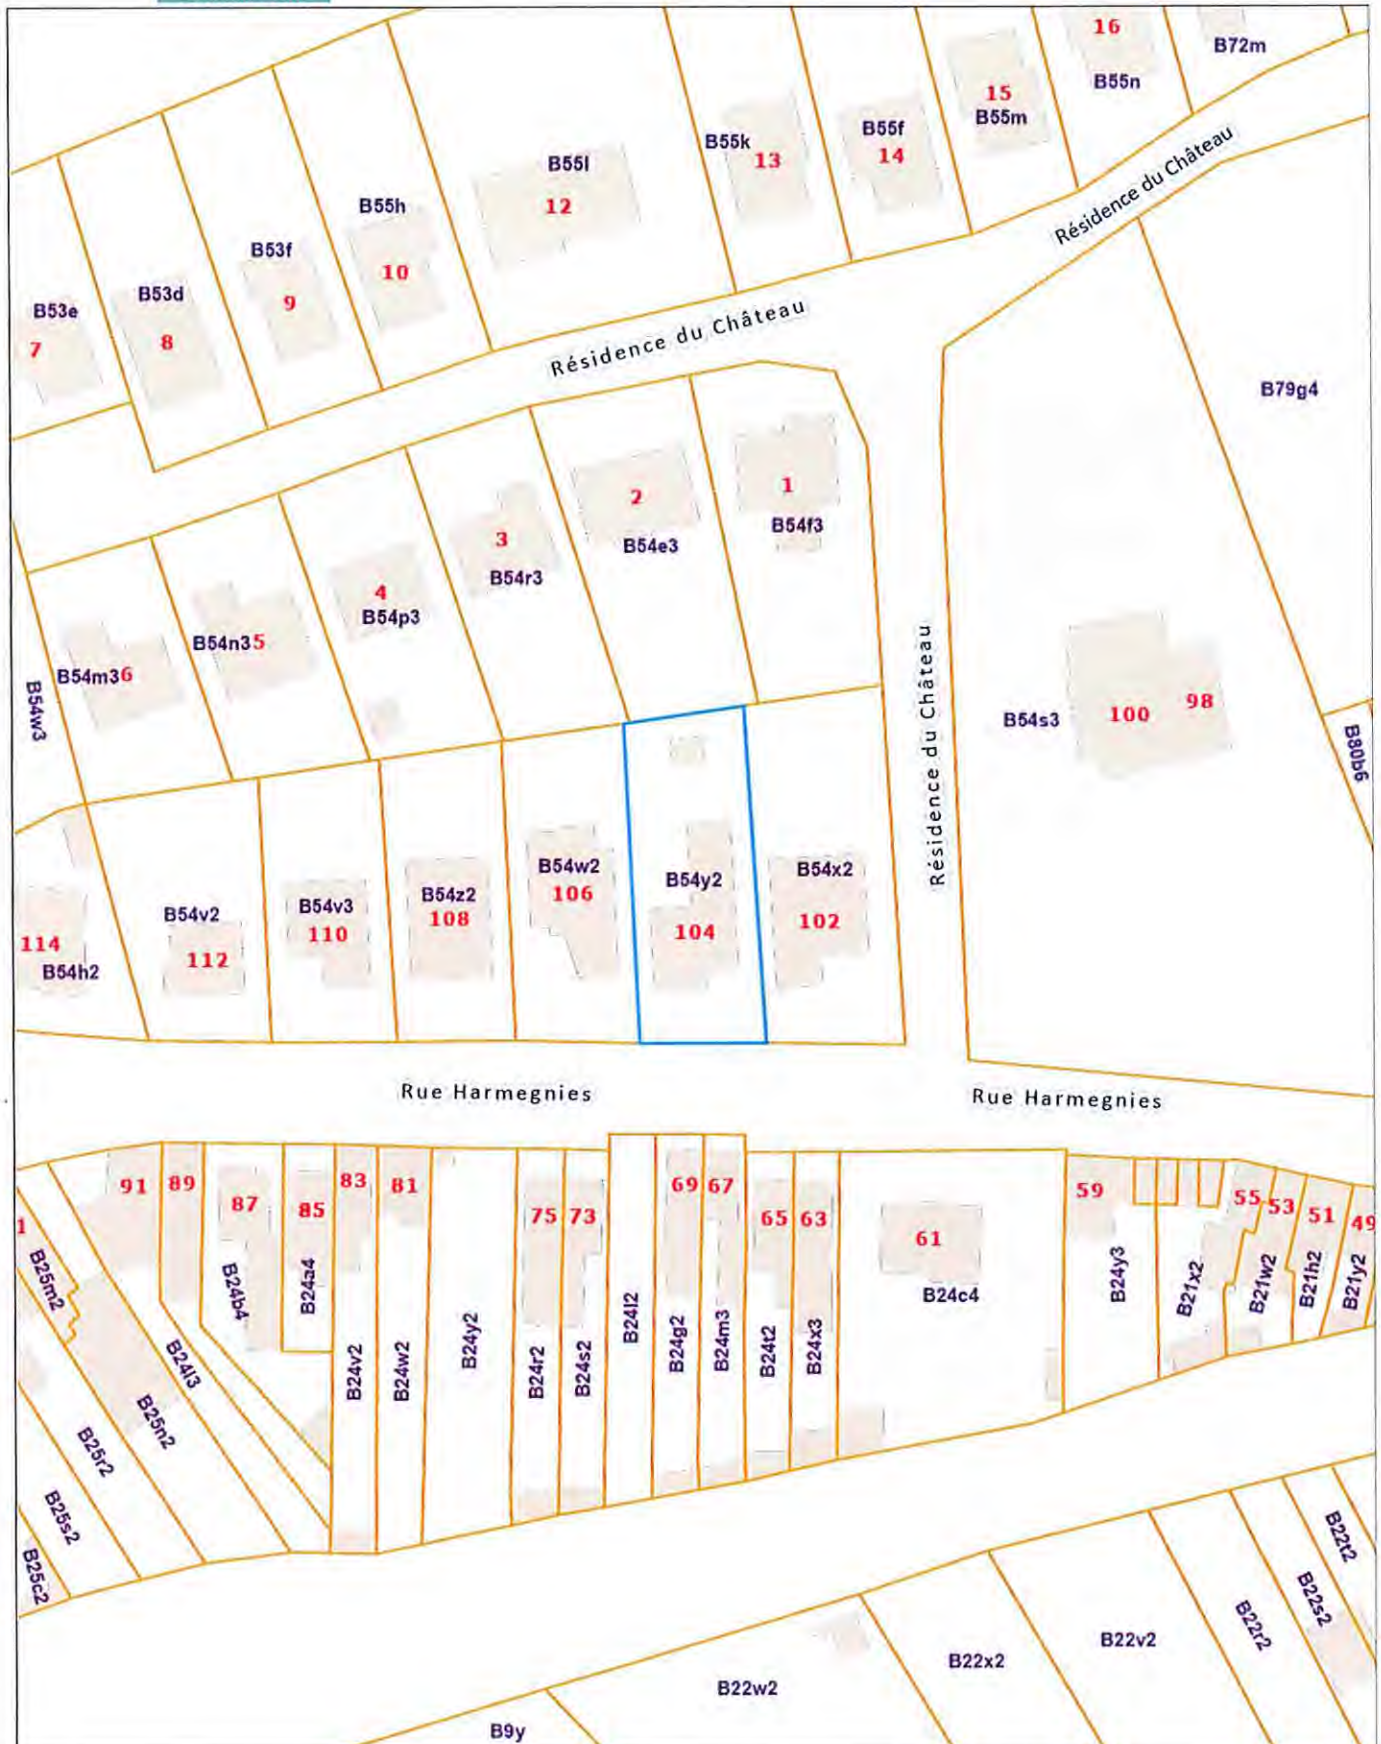 16
B72m
B55n
15
B55m
B55k
13
B55f
14
Résidence du Château
B55l
12
B55h
10
B53f
9
B53d
8
B53e
7
Résidence du Château
B79g4
1
B54f3
2
B54e3
3
B54r3
4
B54p3
B54n35
B54m36
B54w3
Résidence du Château
B54s3
100
98
B80b6
B54w2
106
B54y2
104
B54x2
102
B54z2
108
B54v3
110
B54v2
112
114
B54h2
Rue Harmegnies
Rue Harmegnies
91
89
87
85
83
81
75
73
69
67
65
63
61
59
55
53
51
49
1
B25m2
B24b4
B24a4
B24v2
B24w2
B24y2
B24r2
B24s2
B24l2
B24g2
B24m3
B24t2
B24x3
B24c4
B24y3
B21x2
B21w2
B21h2
B21y2
B24l3
B25n2
B25r2
B25s2
B25c2
B22t2
B22s2
B22r2
B22v2
B22x2
B22w2
B9y